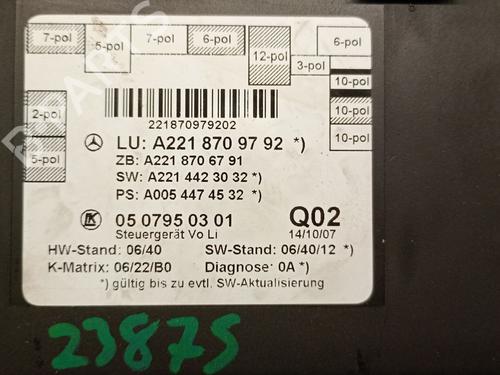 7-pol
5-pol
7-pol
6-pol
12-pol
3-pol
6-pol
10-pol
10-pol
10-pol
2-pol
5-pol
221870979202
LU: A221 870 97 92 *)
ZB: A221 870 67 91
SW: A221 442 30 32 *)
PS: A005 447 45 32 *)
LK 05 0795 03 01
Steuergerät Vo Li
Q02
14/10/07
HW-Stand: 06/40 SW-Stand: 06/40/12 *)
K-Matrix: 06/22/B0 Diagnose: 0A *)
*) gültig bis zu evtl. SW-Aktualisierung
23875